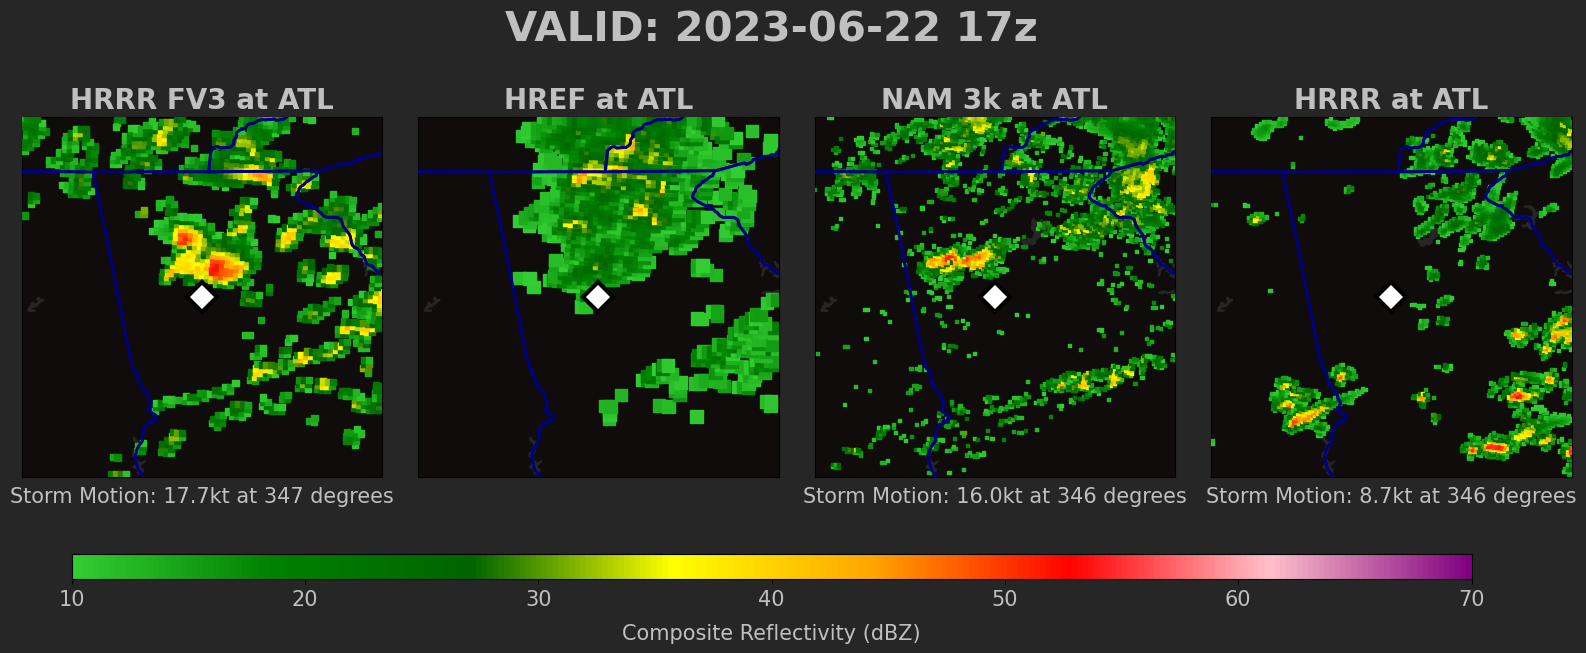 VALID: 2023-06-22 17z
HRRR FV3 at ATL
HREF at ATL
NAM 3k at ATL
HRRR at ATL
Storm Motion: 17.7kt at 347 degrees
Storm Motion: 16.0kt at 346 degrees
Storm Motion: 8.7kt at 346 degrees
10 20 30 40 50 60 70
Composite Reflectivity (dBZ)